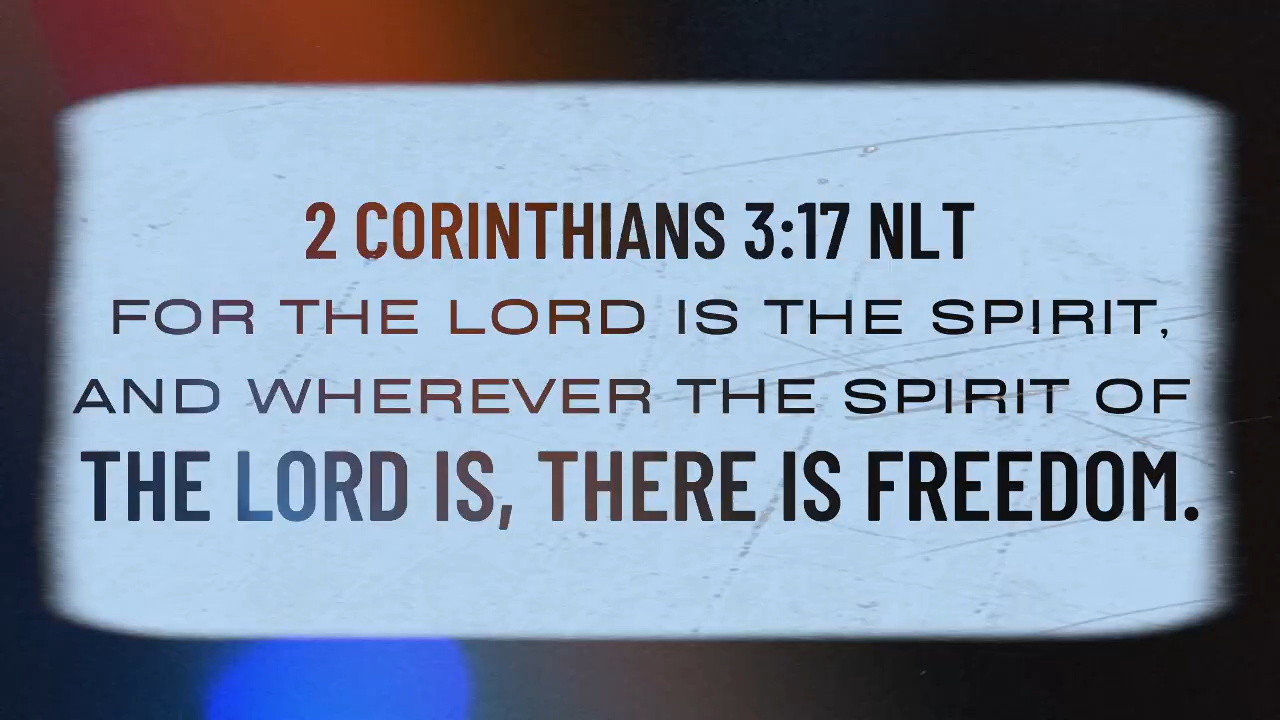 2 CORINTHIANS 3:17 NLT
FOR THE LORD IS THE SPIRIT,
AND WHEREVER THE SPIRIT OF
THE LORD IS, THERE IS FREEDOM.